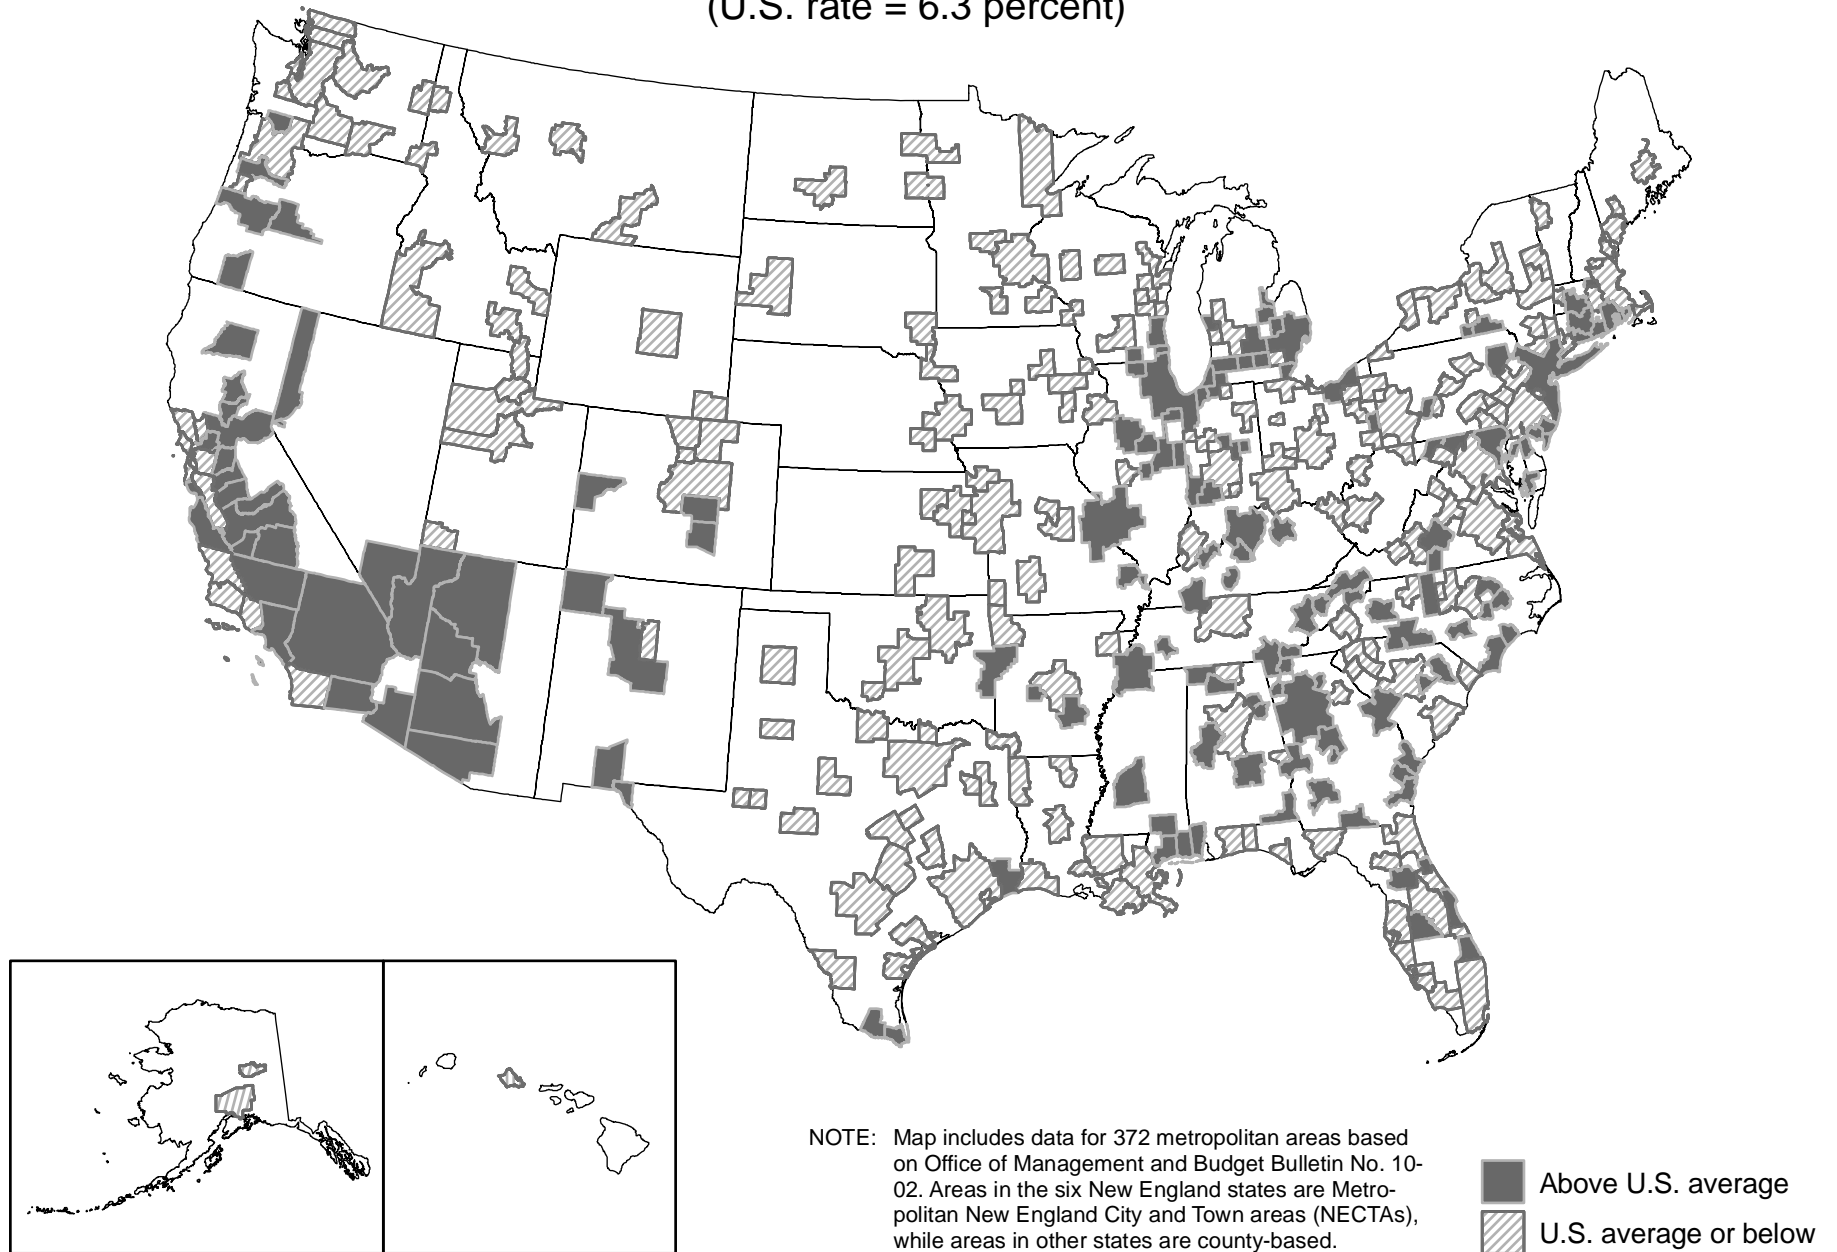 (U.S. rate = 6.3 percent)
NOTE: Map includes data for 372 metropolitan areas based
on Office of Management and Budget Bulletin No. 10-
02. Areas in the six New England states are Metro-
politan New England City and Town areas (NECTAs),
while areas in other states are county-based.
Above U.S. average
U.S. average or below